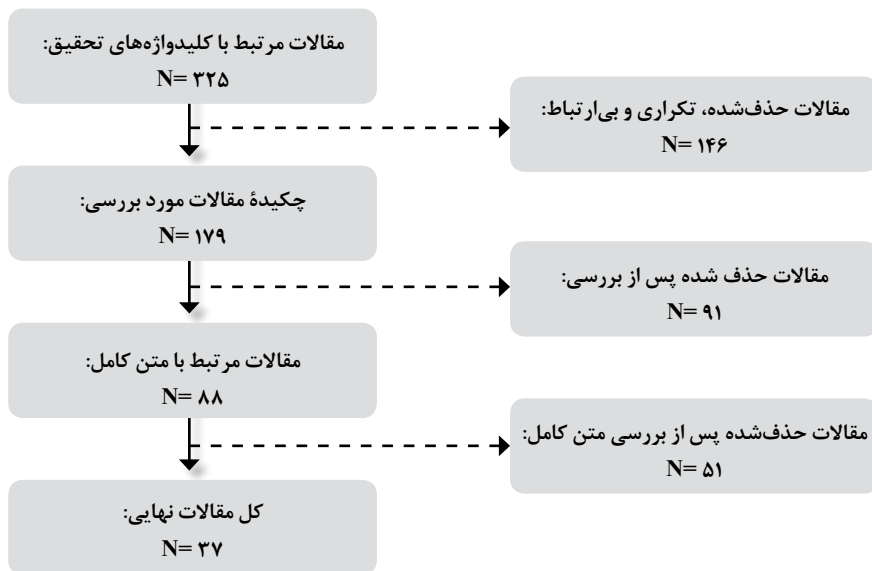 مقالات مرتبط با کلیدواژه‌های تحقیق:
N= ۳۲۵
مقالات حذف‌شده، تکراری و بی‌ارتباط:
N= ۱۴۶
چکیدهٔ مقالات مورد بررسی:
N= ۱۷۹
مقالات حذف شده پس از بررسی:
N= ۹۱
مقالات مرتبط با متن کامل:
N= ۸۸
مقالات حذف‌شده پس از بررسی متن کامل:
N= ۵۱
کل مقالات نهایی:
N= ۳۷